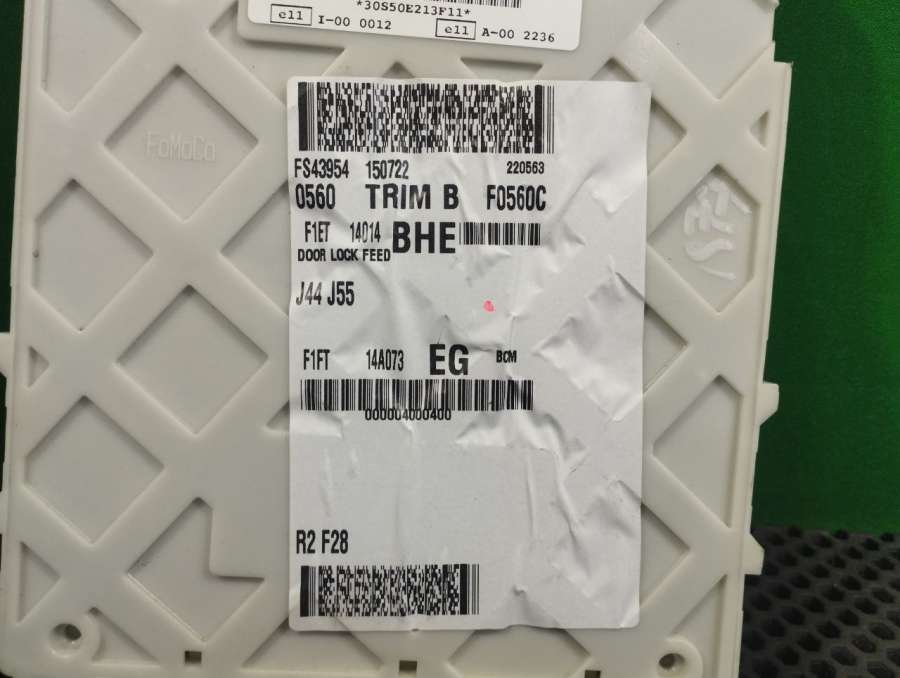 *30S50E213F11*
e11 I-00 0012 e11 A-00 2236
FoMoCo
FS43954 150722 220563
0560 TRIM B F0560C
F1ET 14014 BHE
DOOR LOCK FEED
J44 J55
F1FT 14A073 EG BCM
000004000400
R2 F28